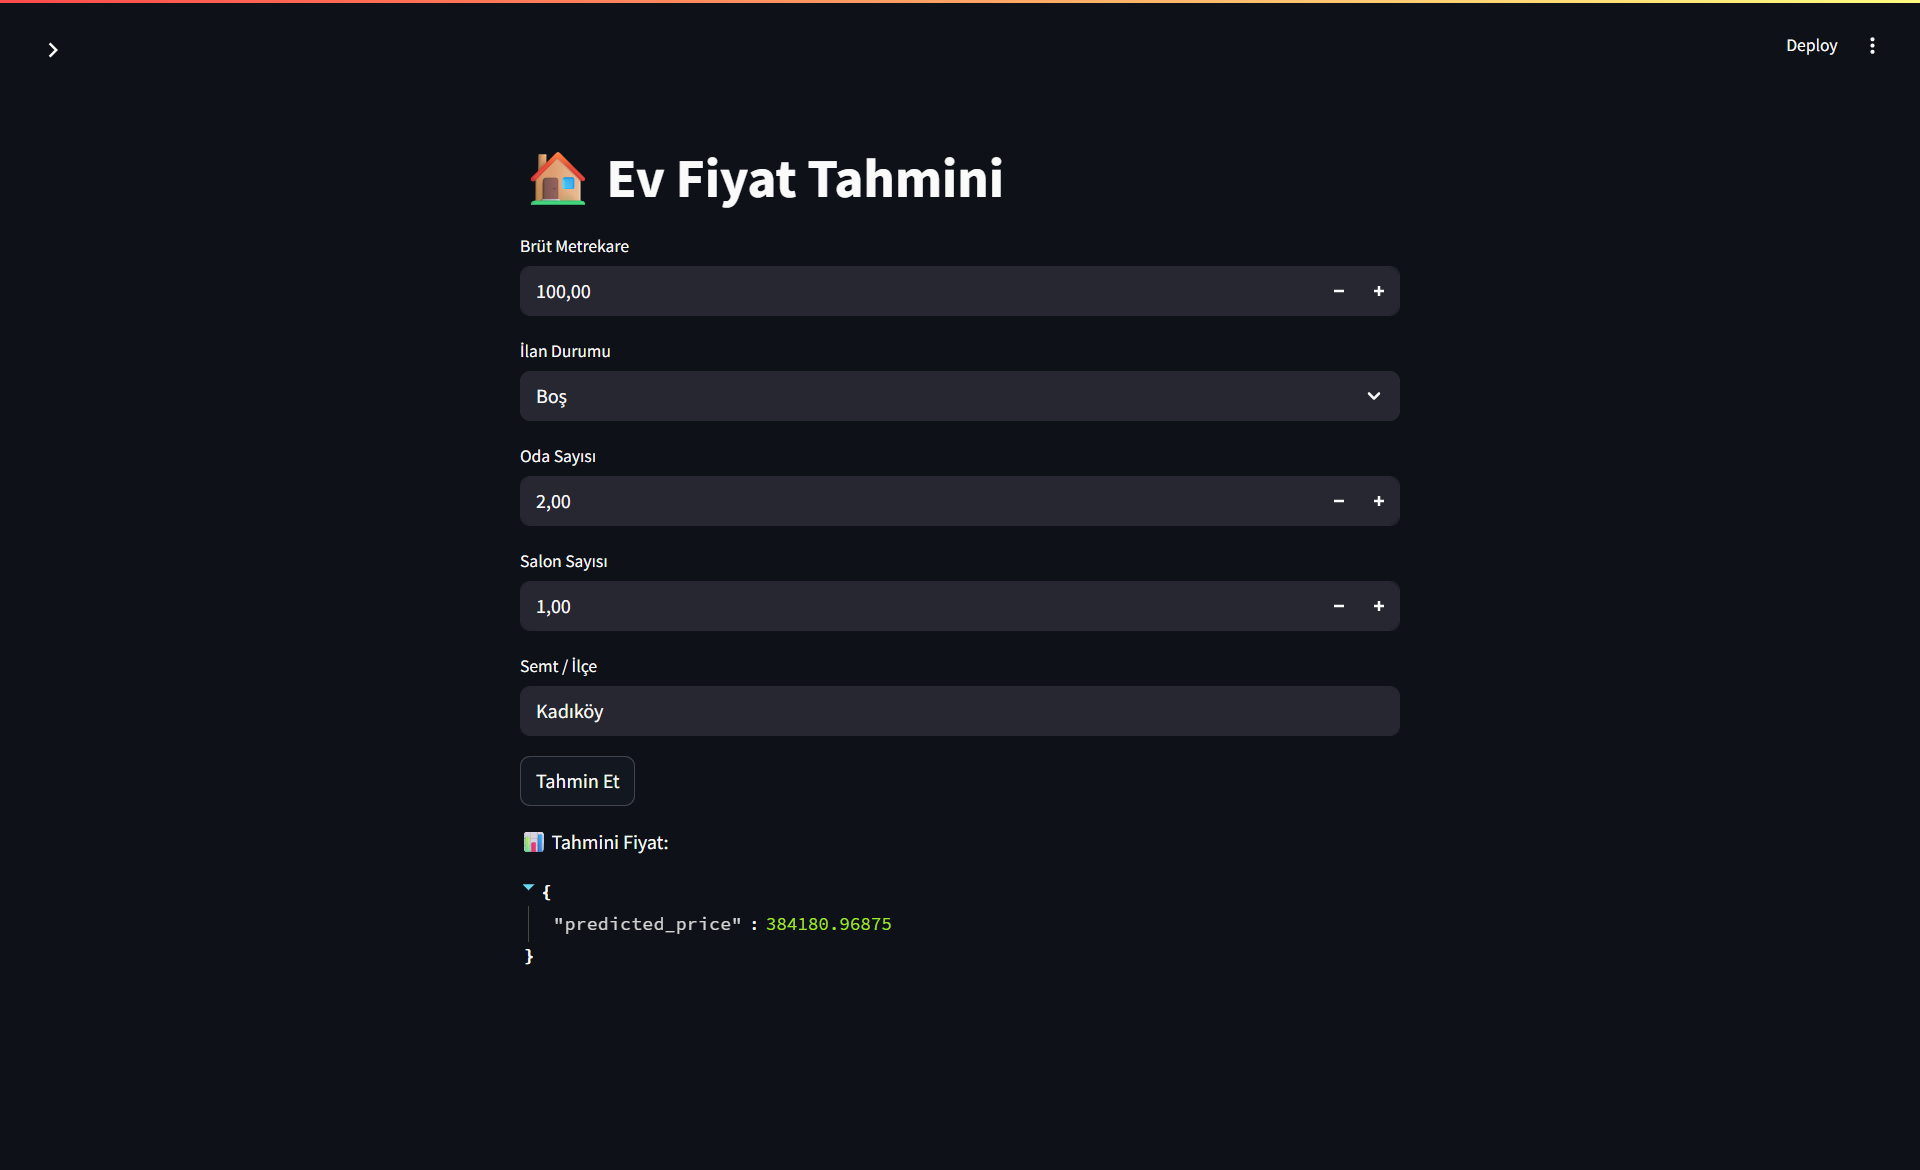 Deploy
Ev Fiyat Tahmini
Brüt Metrekare
100,00
İlan Durumu
Boş
Oda Sayısı
2,00
Salon Sayısı
1,00
Semt / İlçe
Kadıköy
Tahmin Et
Tahmini Fiyat:
{
"predicted_price" : 384180.96875
}